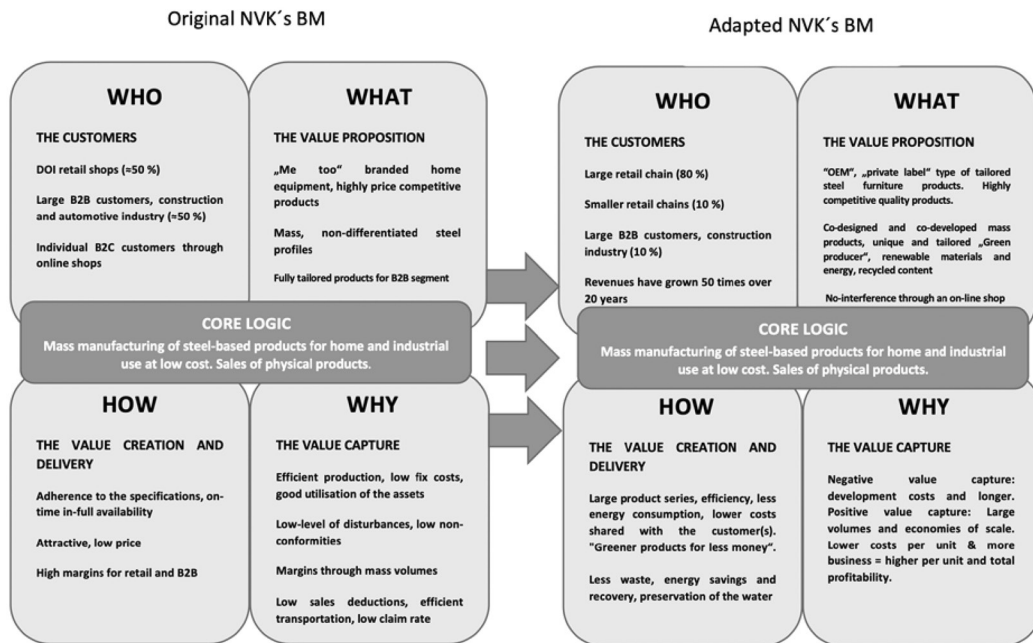 Original NVK´s BM
WHO
THE CUSTOMERS
DOI retail shops (≈50 %)
Large B2B customers, construction
and automotive industry (≈50 %)
Individual B2C customers through
online shops
WHAT
THE VALUE PROPOSITION
„Me too“ branded home
equipment, highly price competitive
products
Mass, non-differentiated steel
profiles
Fully tailored products for B2B segment
CORE LOGIC
Mass manufacturing of steel-based products for home and industrial
use at low cost. Sales of physical products.
HOW
THE VALUE CREATION AND
DELIVERY
Adherence to the specifications, on-
time in-full availability
Attractive, low price
High margins for retail and B2B
WHY
THE VALUE CAPTURE
Efficient production, low fix costs,
good utilisation of the assets
Low-level of disturbances, low non-
conformities
Margins through mass volumes
Low sales deductions, efficient
transportation, low claim rate
Adapted NVK´s BM
WHO
THE CUSTOMERS
Large retail chain (80 %)
Smaller retail chains (10 %)
Large B2B customers, construction
industry (10 %)
Revenues have grown 50 times over
20 years
WHAT
THE VALUE PROPOSITION
“OEM”, „private label” type of tailored
steel furniture products. Highly
competitive quality products.
Co-designed and co-developed mass
products, unique and tailored „Green
producer”, renewable materials and
energy, recycled content
No-interference through an on-line shop
CORE LOGIC
Mass manufacturing of steel-based products for home and industrial
use at low cost. Sales of physical products.
HOW
THE VALUE CREATION AND
DELIVERY
Large product series, efficiency, less
energy consumption, lower costs
shared with the customer(s).
"Greener products for less money“.
Less waste, energy savings and
recovery, preservation of the water
WHY
THE VALUE CAPTURE
Negative value capture:
development costs and longer.
Positive value capture: Large
volumes and economies of scale.
Lower costs per unit & more
business = higher per unit and total
profitability.